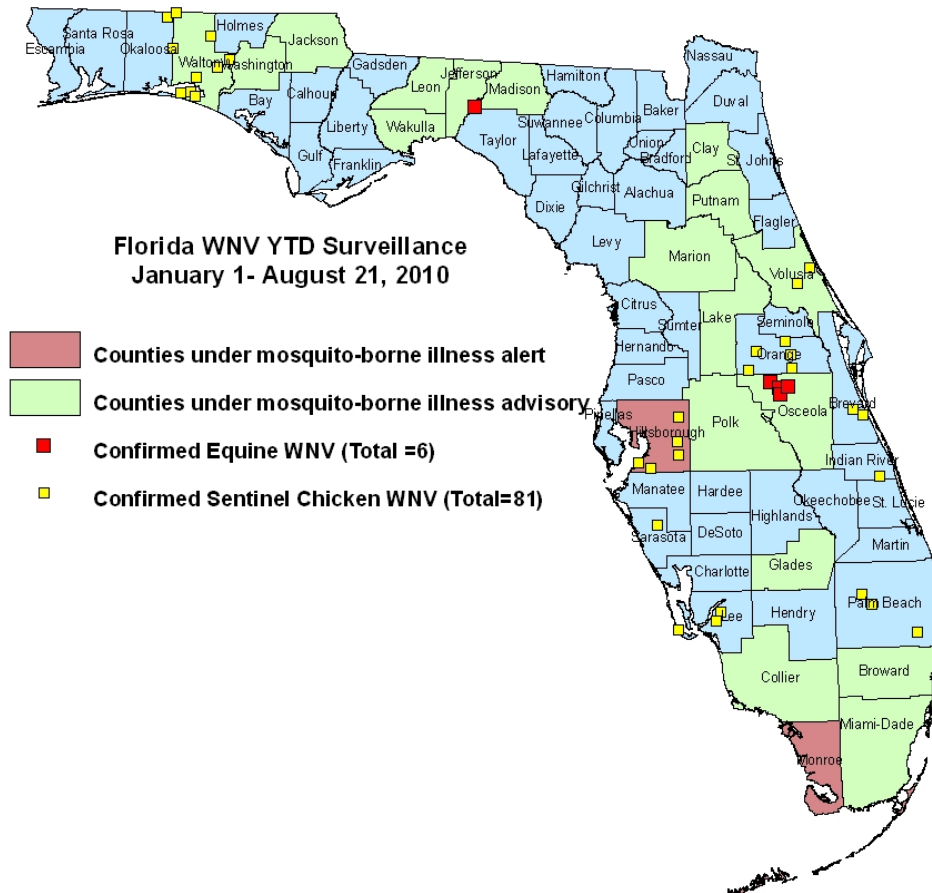 Holmes
Jackson
Santa Rosa
Escambia
Okaloosa
Walton
Washington
Gadsden
Jefferson
Hamilton
Nassau
Leon
Madison
Calhoun
Bay
Columbia
Baker
Duval
Liberty
Wakulla
Suwannee
Taylor
Union
Clay
Gulf
Lafayette
Bradford
St. Johns
Franklin
Gilchrist
Alachua
Putnam
Dixie
Flagler
Levy
Marion
Florida WNV YTD Surveillance
January 1- August 21, 2010
Volusia
Citrus
Lake
Sumter
Seminole
Hernando
Orange
Counties under mosquito-borne illness alert
Pasco
Counties under mosquito-borne illness advisory
Pinellas
Brevard
Osceola
Polk
Hillsborough
Confirmed Equine WNV (Total =6)
Indian River
Confirmed Sentinel Chicken WNV (Total=81)
Manatee
Hardee
Okeechobee
St. Lucie
Highlands
Sarasota
DeSoto
Martin
Glades
Charlotte
Palm Beach
Lee
Hendry
Broward
Collier
Miami-Dade
Monroe